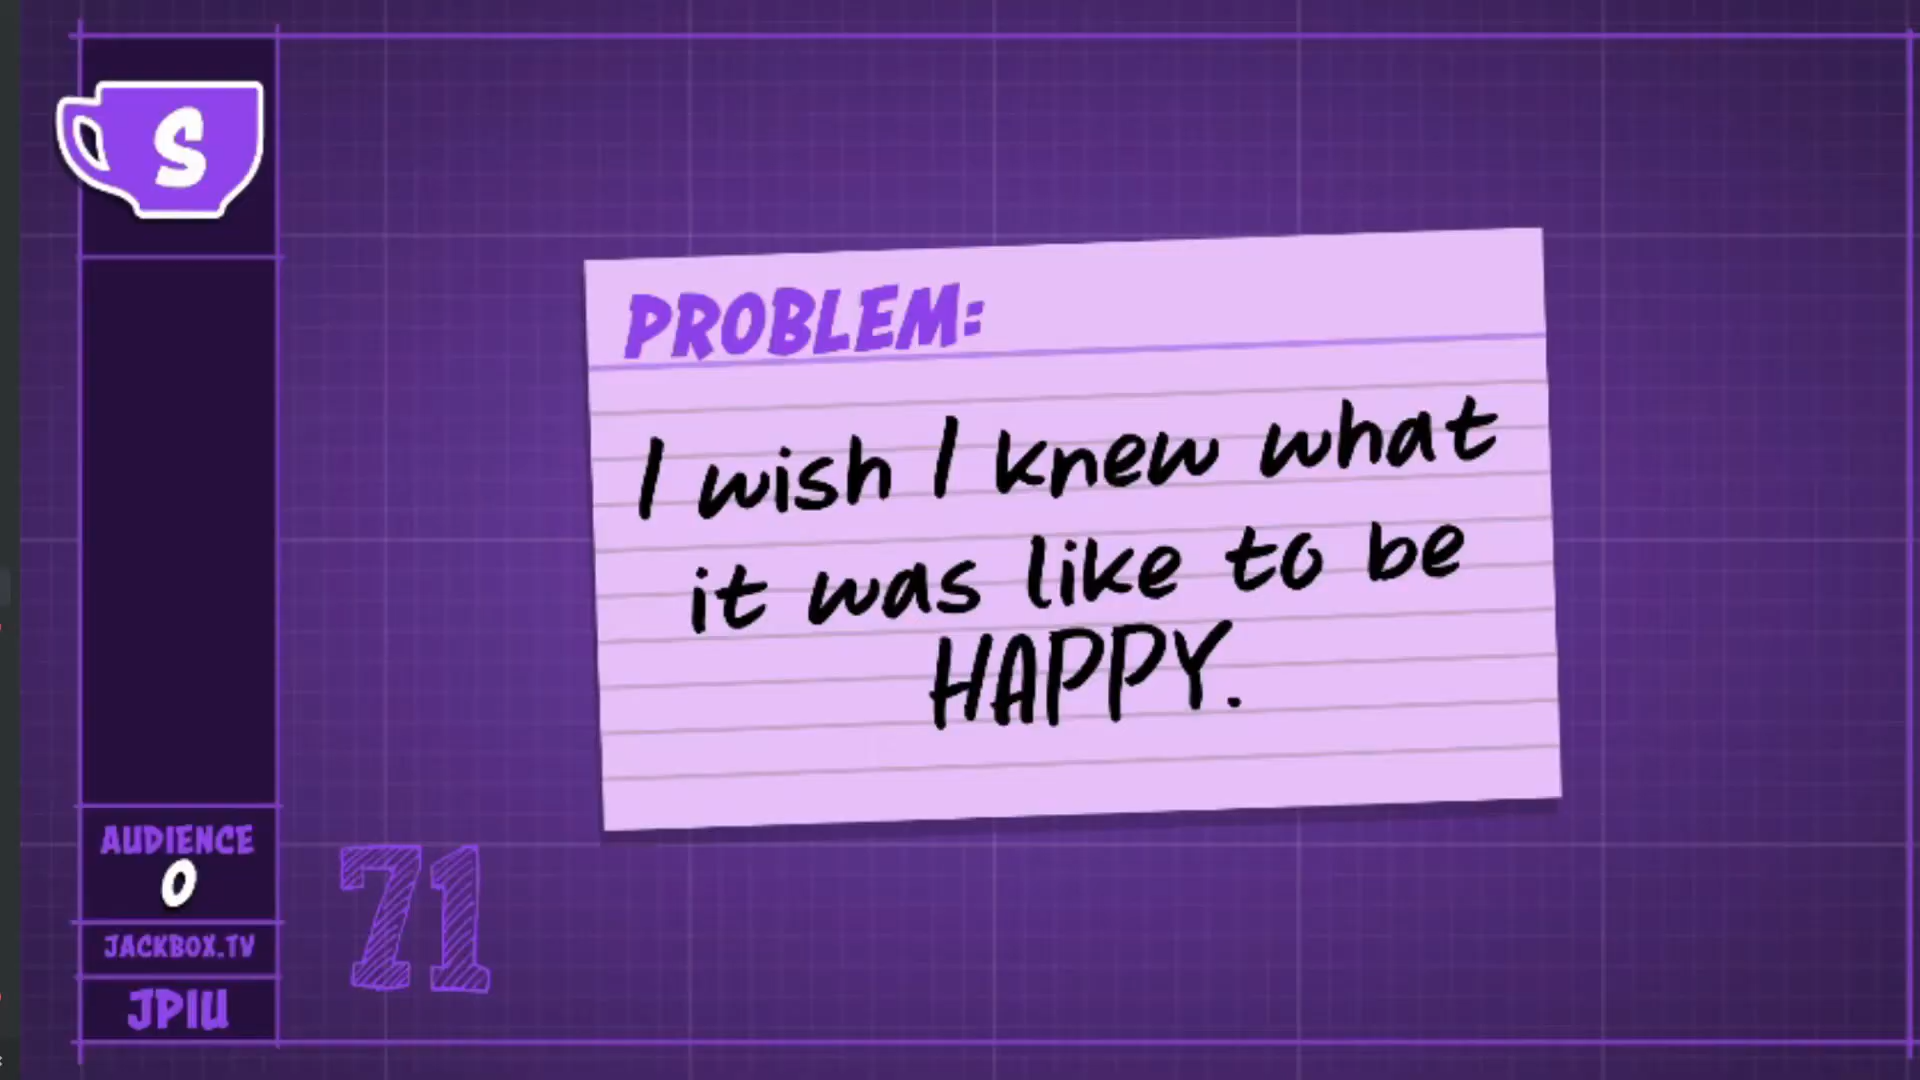 S
PROBLEM:
I wish I knew what
it was like to be
HAPPY.
AUDIENCE
0
JACKBOX.TV
JPIU
71